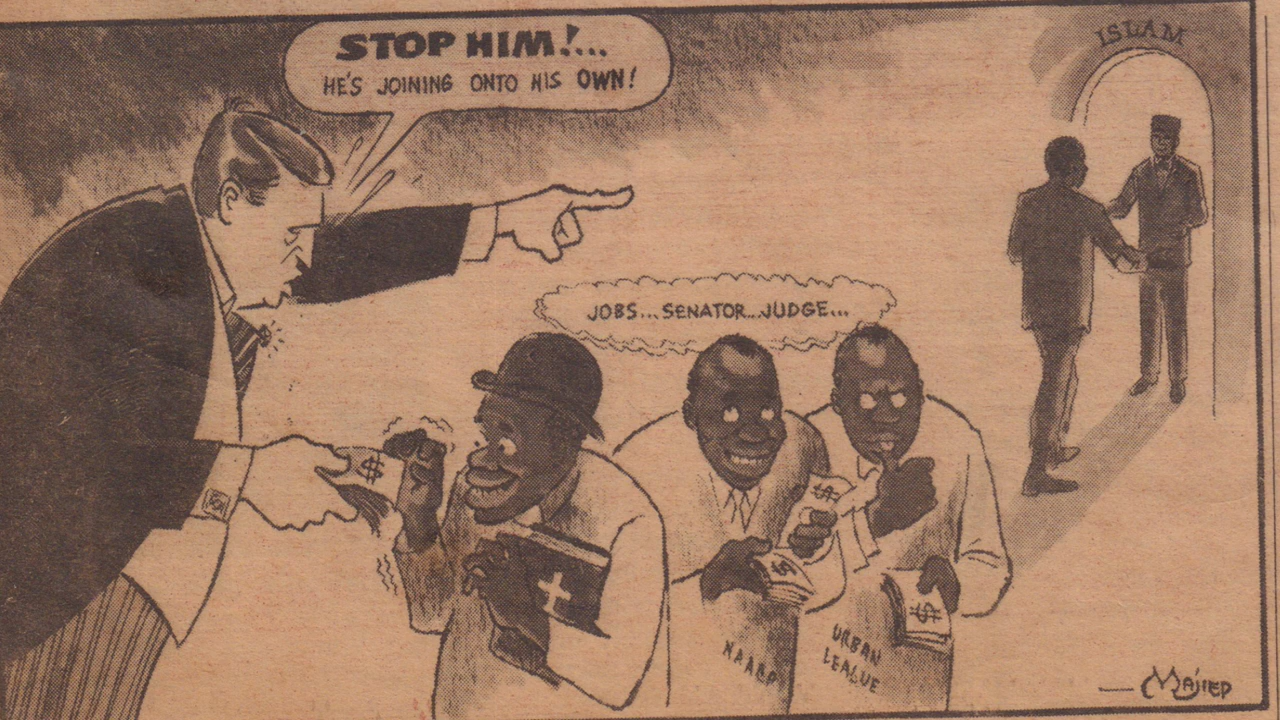 STOP HIM!...
HE'S JOINING ONTO HIS OWN!
ISLAM
JOBS...SENATOR...JUDGE...
$
$
$
$
NAACP
URBAN
LEAGUE
— MAJIED